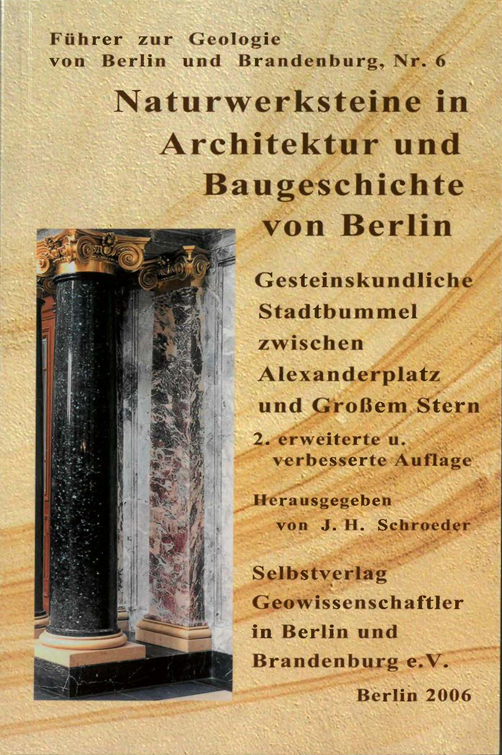 Führer zur Geologie
von Berlin und Brandenburg, Nr. 6
Naturwerksteine in
Architektur und
Baugeschichte
von Berlin
Gesteinskundliche
Stadtbummel
zwischen
Alexanderplatz
und Großem Stern
2. erweiterte u.
verbesserte Auflage
Herausgegeben
von J. H. Schroeder
Selbstverlag
Geowissenschaftler
in Berlin und
Brandenburg e.V.
Berlin 2006